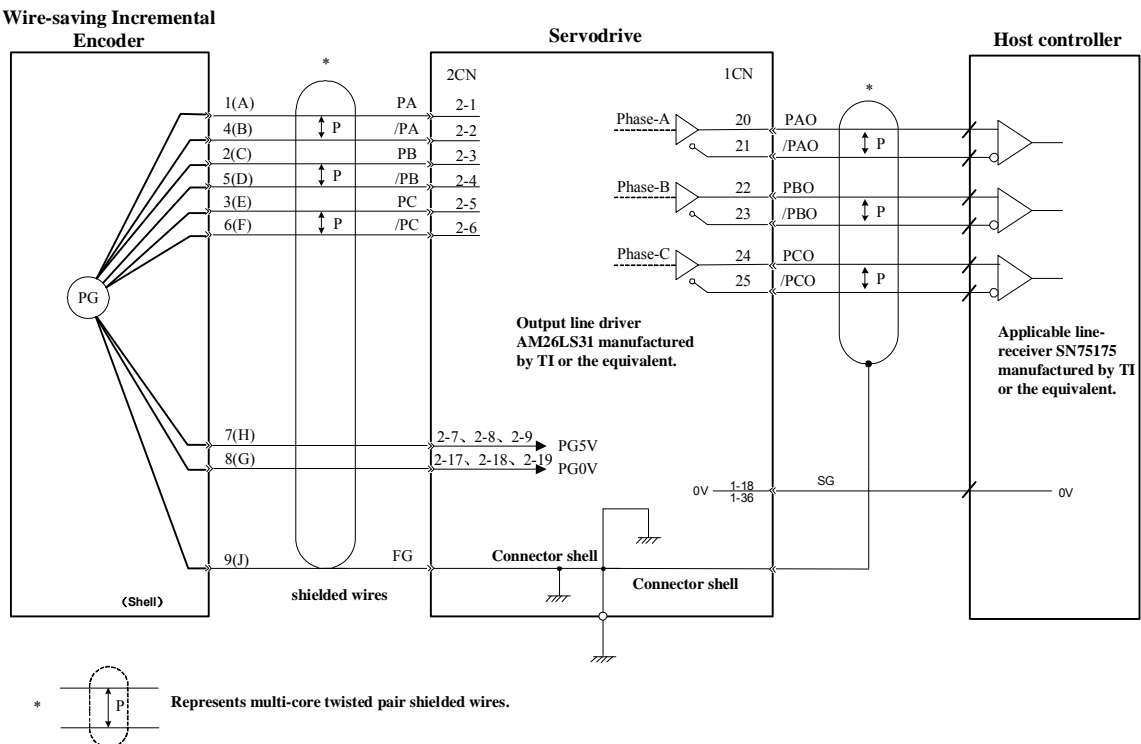 Wire-saving Incremental
Encoder
Servodrive
Host controller
*
2CN
1CN
*
1(A)
PA
2-1
4(B)
P
/PA
2-2
2(C)
PB
2-3
5(D)
P
/PB
2-4
3(E)
PC
2-5
6(F)
P
/PC
2-6
Phase-A
20
PAO
21
/PAO
P
Phase-B
22
PBO
23
/PBO
P
Phase-C
24
PCO
25
/PCO
P
PG
Output line driver
AM26LS31 manufactured
by TI or the equivalent.
Applicable line-
receiver SN75175
manufactured by TI
or the equivalent.
7(H)
2-7、2-8、2-9
PG5V
8(G)
2-17、2-18、2-19
PG0V
0V
1-18
1-36
SG
0V
9(J)
FG
Connector shell
Connector shell
(Shell)
shielded wires
*
P
Represents multi-core twisted pair shielded wires.